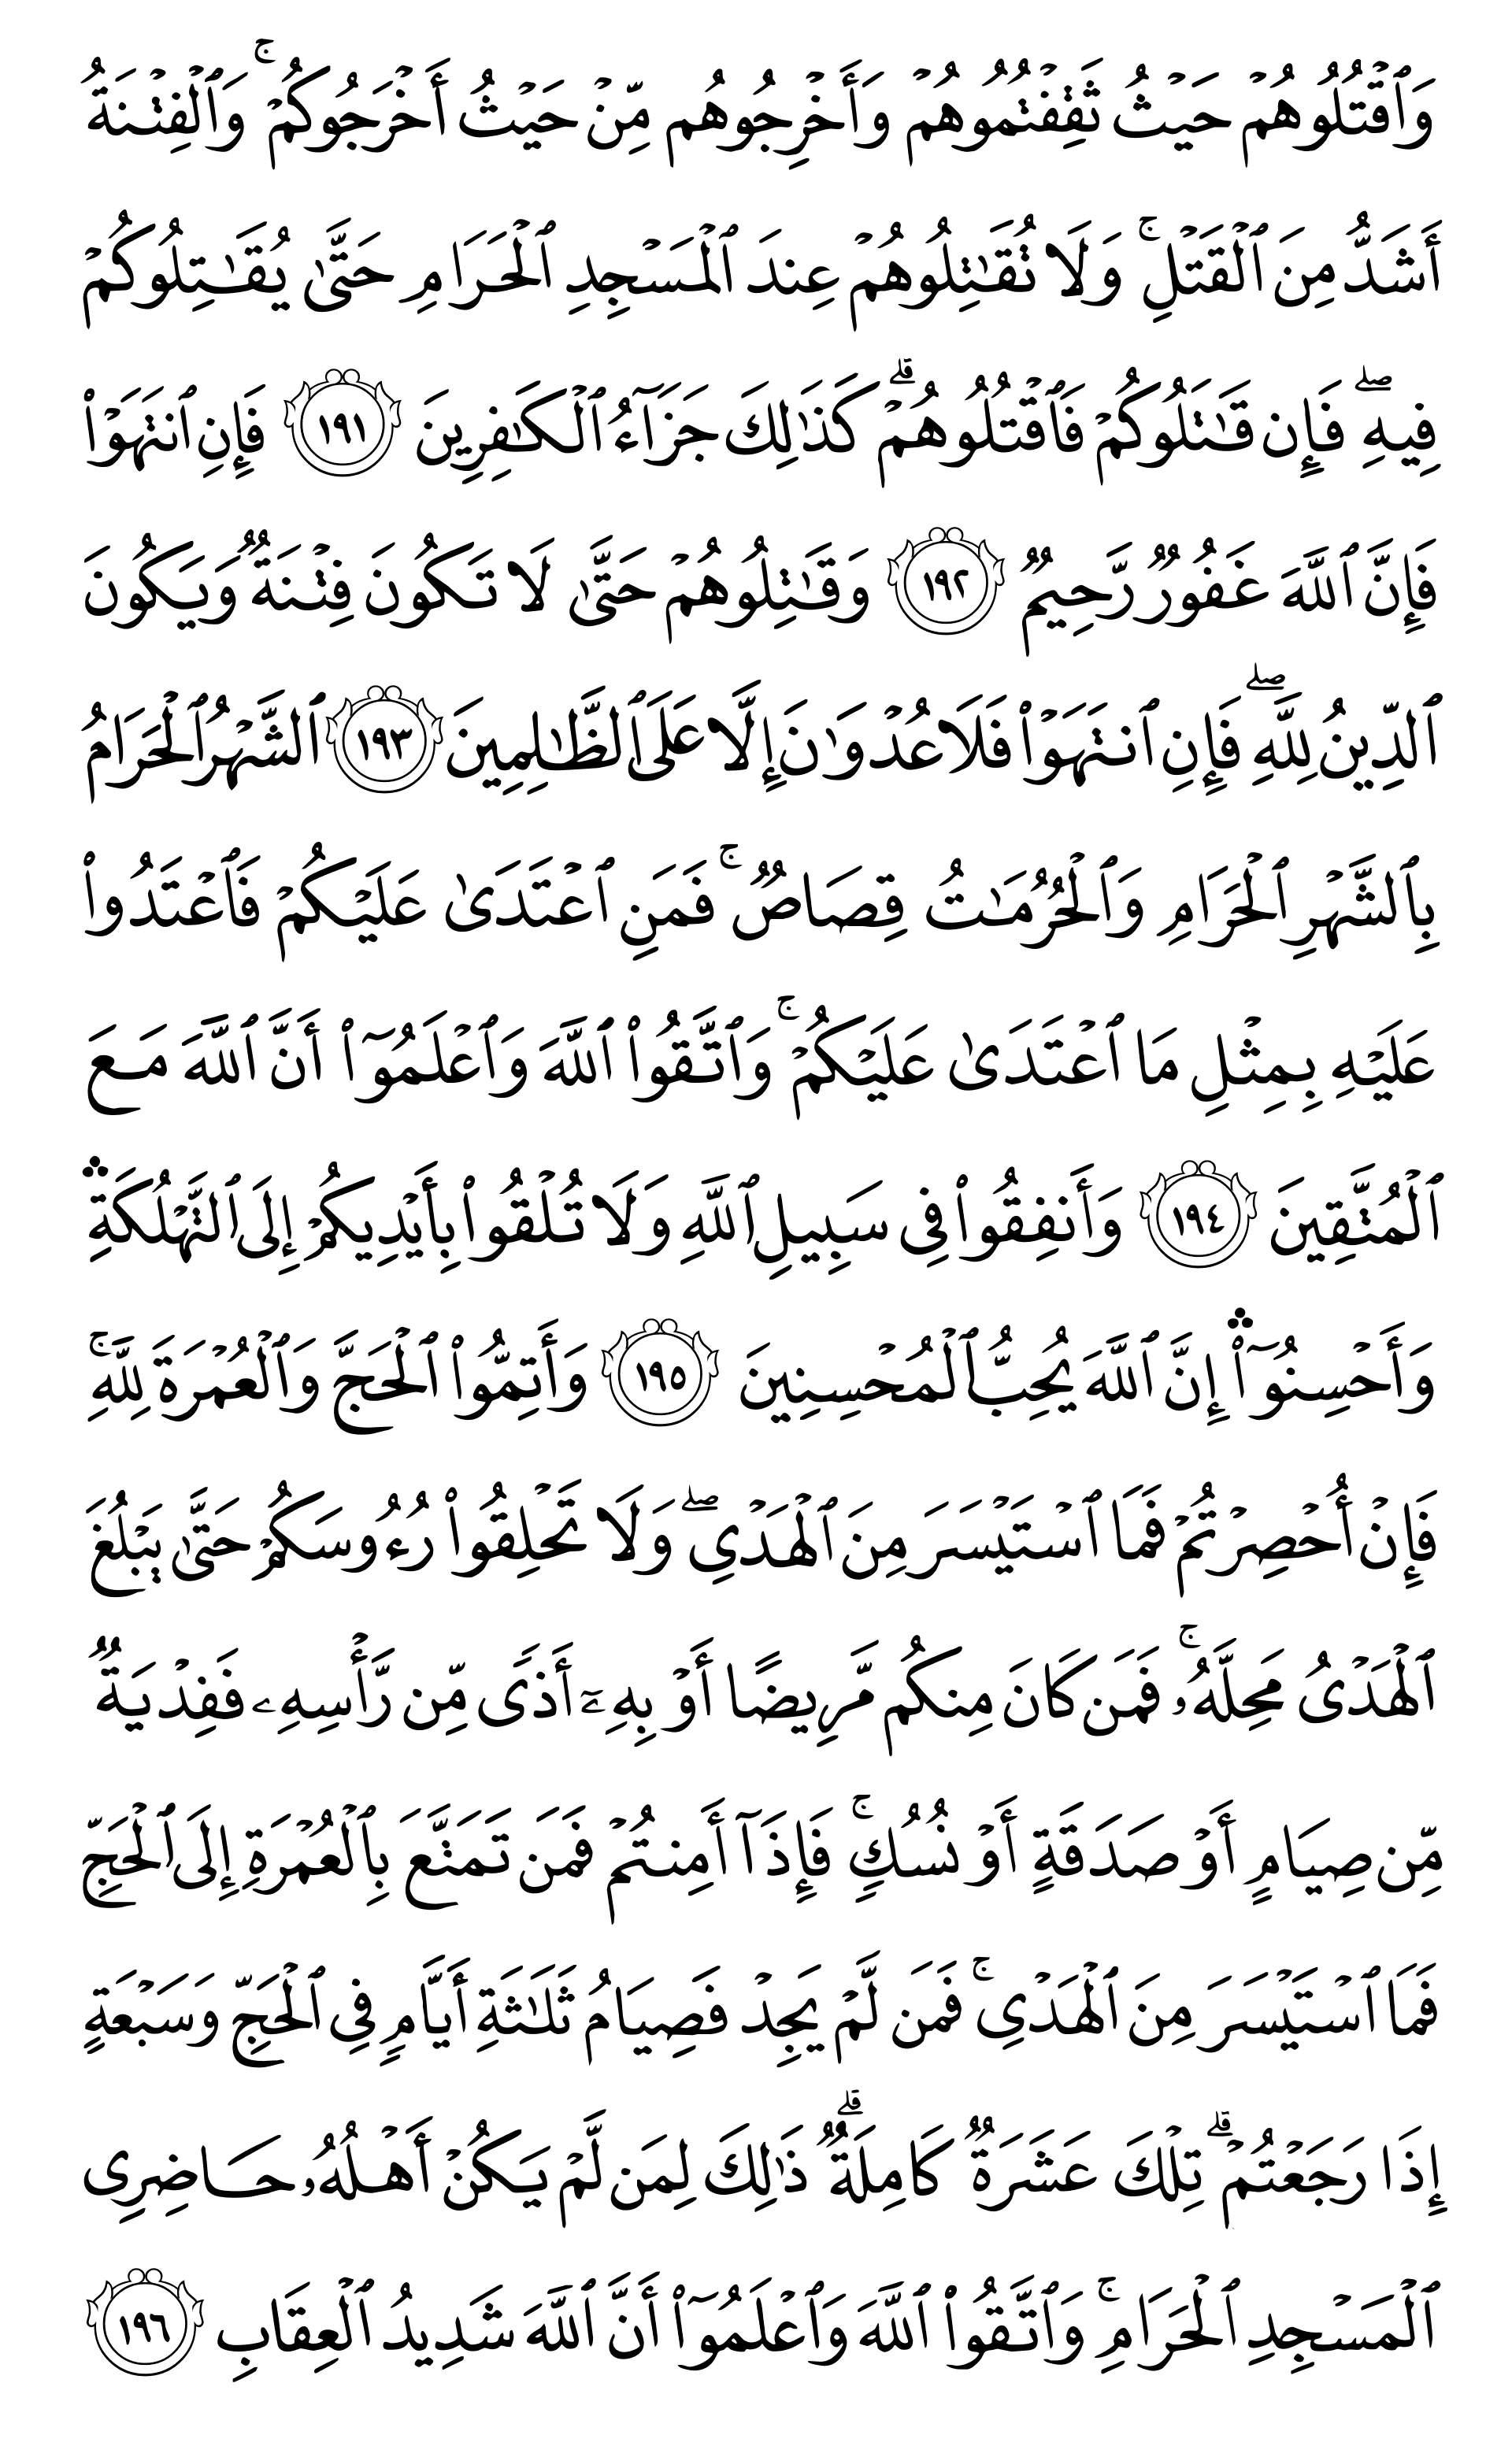 وَٱقْتُلُوهُمْ حَيْثُ ثَقِفْتُمُوهُمْ وَأَخْرِجُوهُم مِّنْ حَيْثُ أَخْرَجُوكُمْ ۚ وَٱلْفِتْنَةُ
أَشَدُّ مِنَ ٱلْقَتْلِ ۚ وَلَا تُقَـٰتِلُوهُمْ عِندَ ٱلْمَسْجِدِ ٱلْحَرَامِ حَتَّىٰ يُقَـٰتِلُوكُمْ
فِيهِ ۖ فَإِن قَـٰتَلُوكُمْ فَٱقْتُلُوهُمْ ۗ كَذَٰلِكَ جَزَآءُ ٱلْكَـٰفِرِينَ ١٩١ فَإِنِ ٱنتَهَوْا۟
فَإِنَّ ٱللَّهَ غَفُورٌ رَّحِيمٌ ١٩٢ وَقَـٰتِلُوهُمْ حَتَّىٰ لَا تَكُونَ فِتْنَةٌ وَيَكُونَ
ٱلدِّينُ لِلَّهِ ۖ فَإِنِ ٱنتَهَوْا۟ فَلَا عُدْوَٰنَ إِلَّا عَلَى ٱلظَّـٰلِمِينَ ١٩٣ ٱلشَّهْرُ ٱلْحَرَامُ
بِٱلشَّهْرِ ٱلْحَرَامِ وَٱلْحُرُمَـٰتُ قِصَاصٌ ۚ فَمَنِ ٱعْتَدَىٰ عَلَيْكُمْ فَٱعْتَدُوا۟
عَلَيْهِ بِمِثْلِ مَا ٱعْتَدَىٰ عَلَيْكُمْ ۚ وَٱتَّقُوا۟ ٱللَّهَ وَٱعْلَمُوٓا۟ أَنَّ ٱللَّهَ مَعَ
ٱلْمُتَّقِينَ ١٩٤ وَأَنفِقُوا۟ فِى سَبِيلِ ٱللَّهِ وَلَا تُلْقُوا۟ بِأَيْدِيكُمْ إِلَى ٱلتَّهْلُكَةِ ۛ
وَأَحْسِنُوٓا۟ ۛ إِنَّ ٱللَّهَ يُحِبُّ ٱلْمُحْسِنِينَ ١٩٥ وَأَتِمُّوا۟ ٱلْحَجَّ وَٱلْعُمْرَةَ لِلَّهِ ۚ
فَإِنْ أُحْصِرْتُمْ فَمَا ٱسْتَيْسَرَ مِنَ ٱلْهَدْىِ ۖ وَلَا تَحْلِقُوا۟ رُءُوسَكُمْ حَتَّىٰ يَبْلُغَ
ٱلْهَدْىُ مَحِلَّهُۥ ۚ فَمَن كَانَ مِنكُم مَّرِيضًا أَوْ بِهِۦٓ أَذًى مِّن رَّأْسِهِۦ فَفِدْيَةٌ
مِّن صِيَامٍ أَوْ صَدَقَةٍ أَوْ نُسُكٍ ۚ فَإِذَآ أَمِنتُمْ فَمَن تَمَتَّعَ بِٱلْعُمْرَةِ إِلَى ٱلْحَجِّ
فَمَا ٱسْتَيْسَرَ مِنَ ٱلْهَدْىِ ۚ فَمَن لَّمْ يَجِدْ فَصِيَامُ ثَلَـٰثَةِ أَيَّامٍ فِى ٱلْحَجِّ وَسَبْعَةٍ
إِذَا رَجَعْتُمْ ۗ تِلْكَ عَشَرَةٌ كَامِلَةٌ ۗ ذَٰلِكَ لِمَن لَّمْ يَكُنْ أَهْلُهُۥ حَاضِرِى
ٱلْمَسْجِدِ ٱلْحَرَامِ ۚ وَٱتَّقُوا۟ ٱللَّهَ وَٱعْلَمُوٓا۟ أَنَّ ٱللَّهَ شَدِيدُ ٱلْعِقَابِ ١٩٦